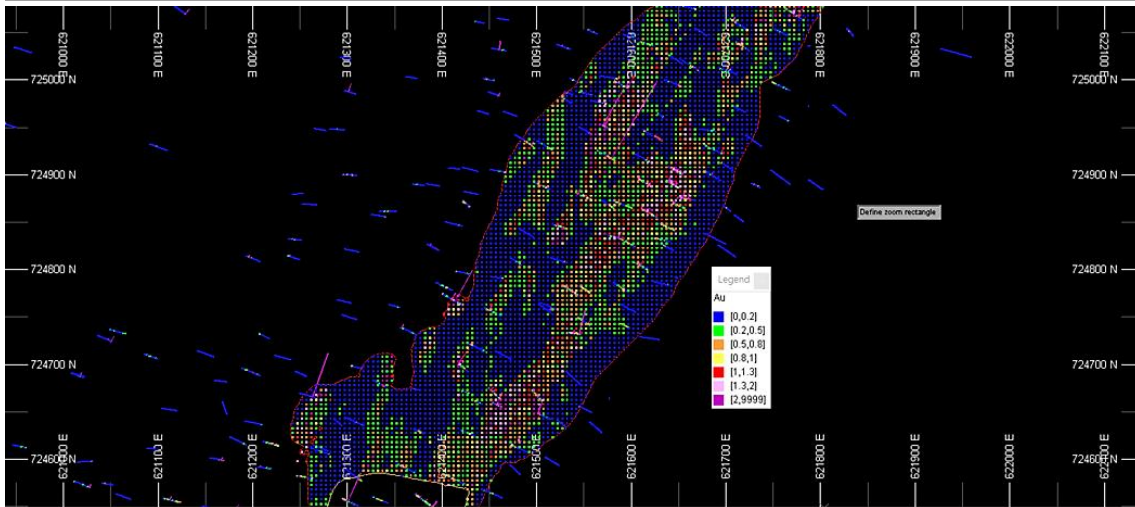 621000 E
621100 E
621200 E
621300 E
621400 E
621500 E
621600 E
621700 E
621800 E
621900 E
622000 E
622100 E
725000 N
725000 N
724900 N
724900 N
Define zoom rectangle
724800 N
724800 N
Legend
Au
[0,0.2]
[0.2,0.5]
[0.5,0.8]
[0.8,1]
[1,1.3]
[1.3,2]
[2,9999]
724700 N
724700 N
724600 N
724600 N
621000 E
621100 E
621200 E
621300 E
621400 E
621500 E
621600 E
621700 E
621800 E
621900 E
622000 E
622100 E